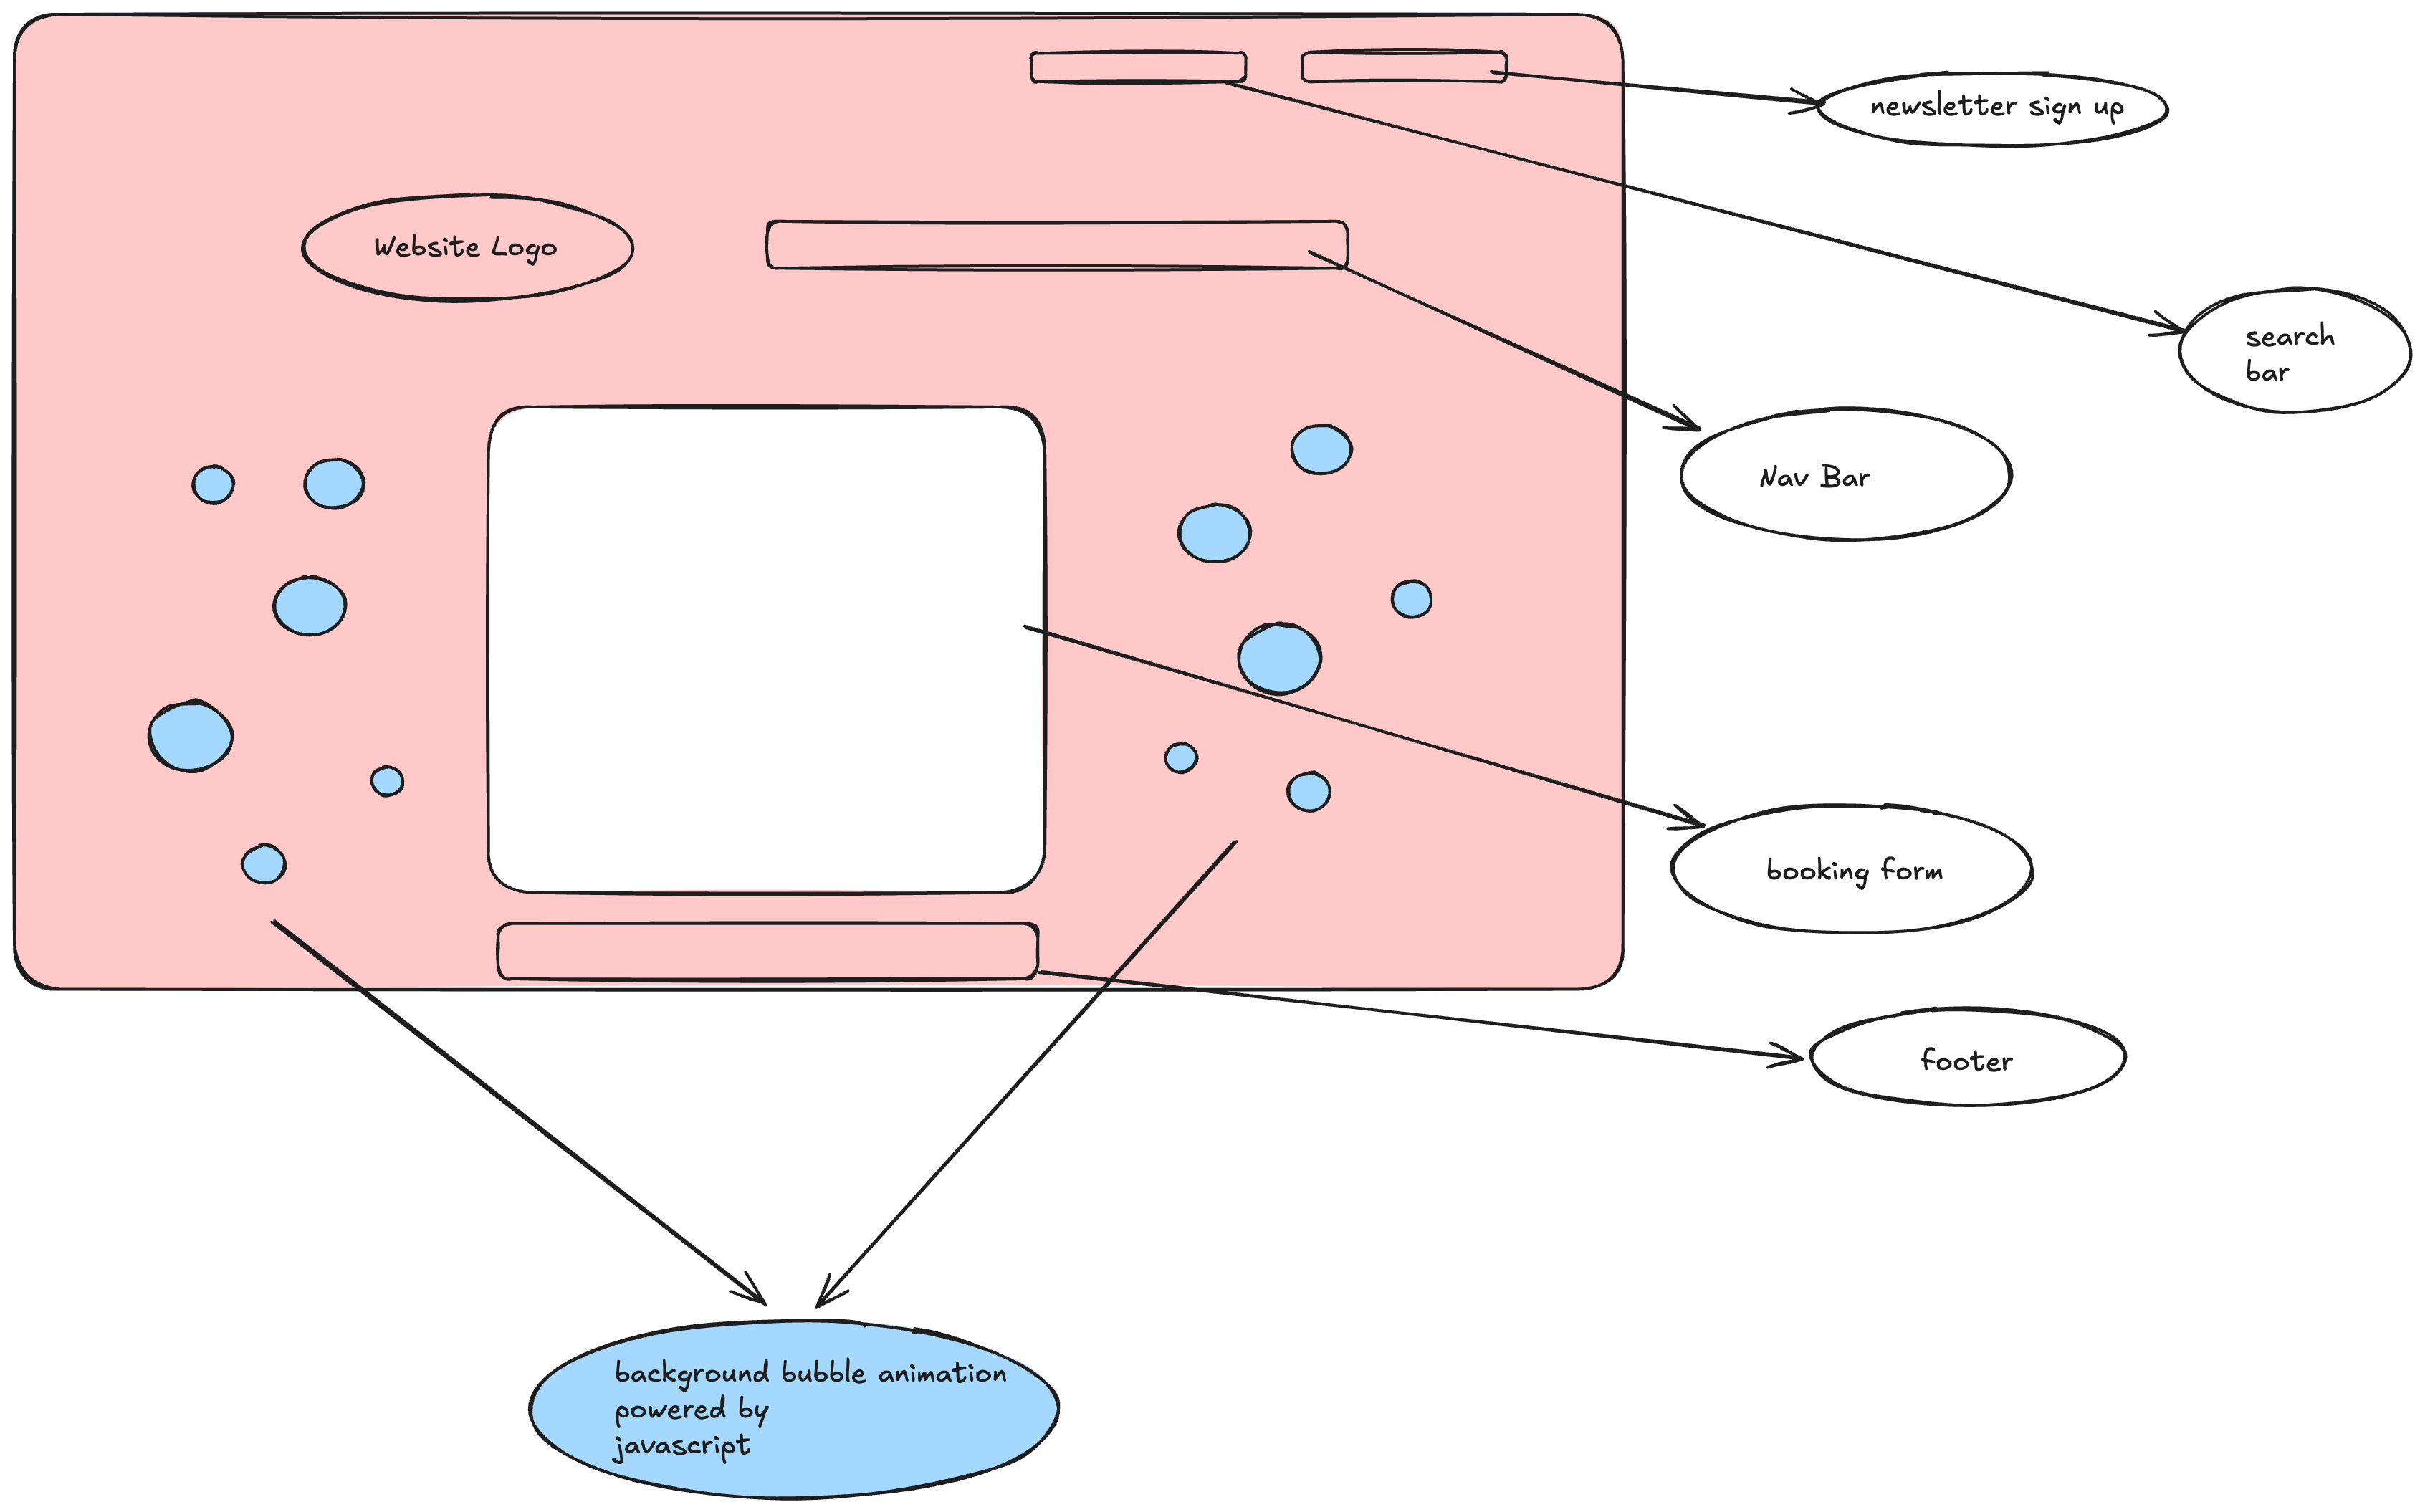 newsletter sign up
Website Logo
search
bar
Nav Bar
booking form
footer
background bubble animation
powered by
javascript